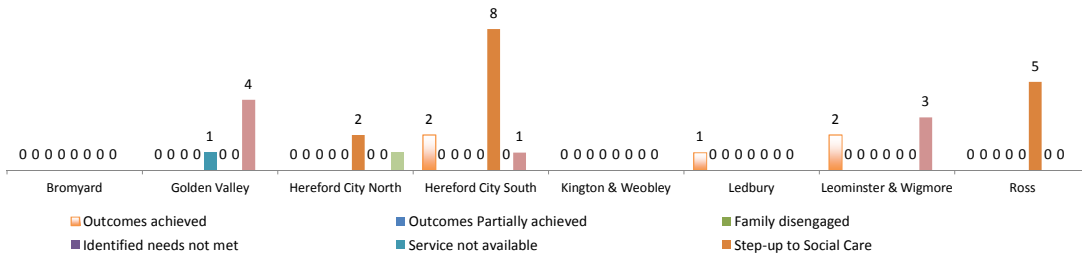 8
5
4
3
2 2 2
1 1 1
0 0 0 0 0 0 0 0 0 0 0 0 0 0 0 0 0 0 0 0 0 0 0 0 0 0 0 0 0 0 0 0 0 0 0 0 0 0 0 0 0 0 0 0 0 0 0 0 0 0 0 0 0 0
Bromyard Golden Valley Hereford City North Hereford City South Kington & Weobley Ledbury Leominster & Wigmore Ross
Outcomes achieved Outcomes Partially achieved Family disengaged
Identified needs not met Service not available Step-up to Social Care